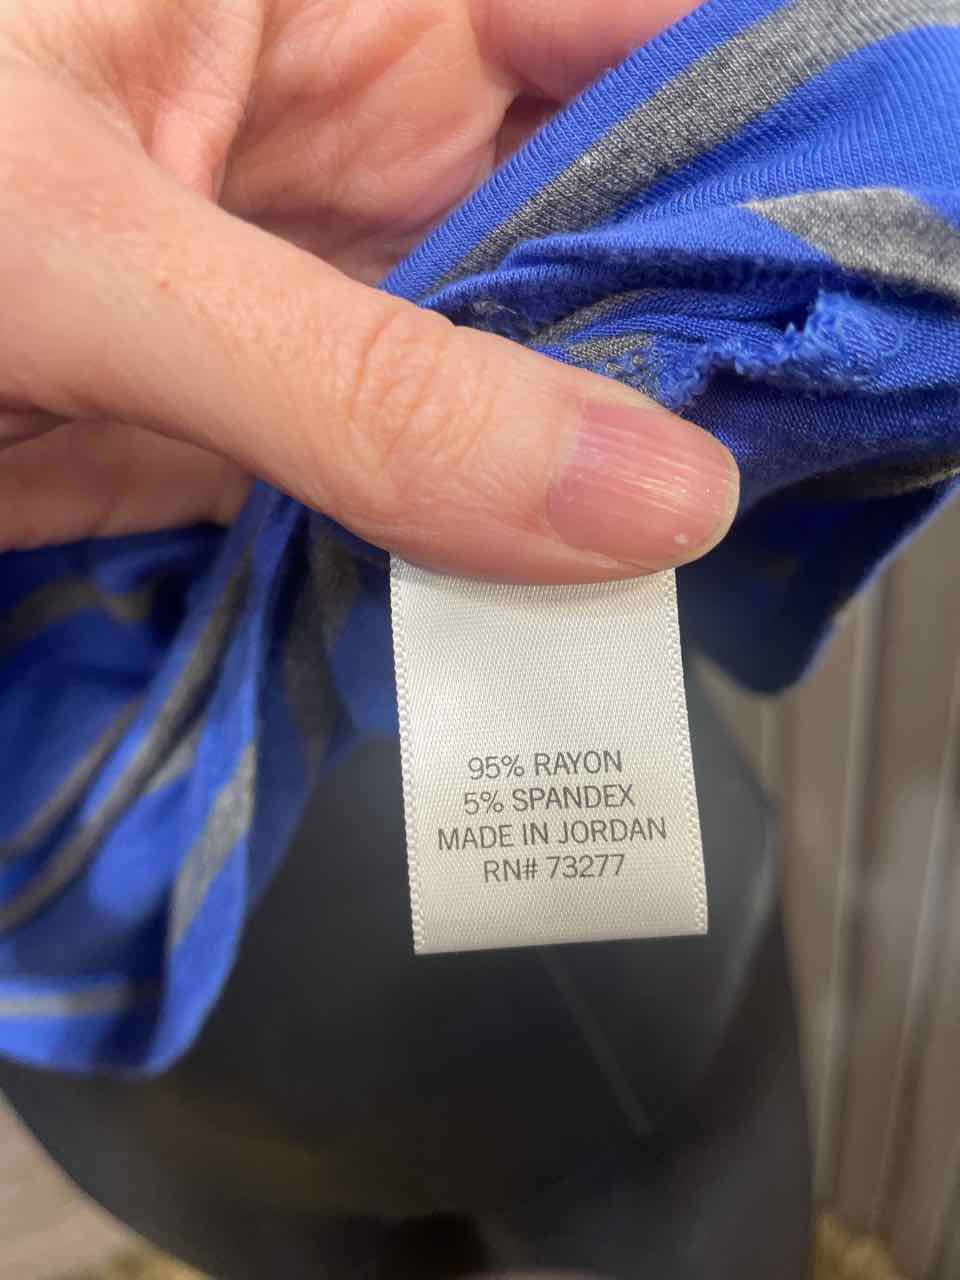 95% RAYON
5% SPANDEX
MADE IN JORDAN
RN# 73277